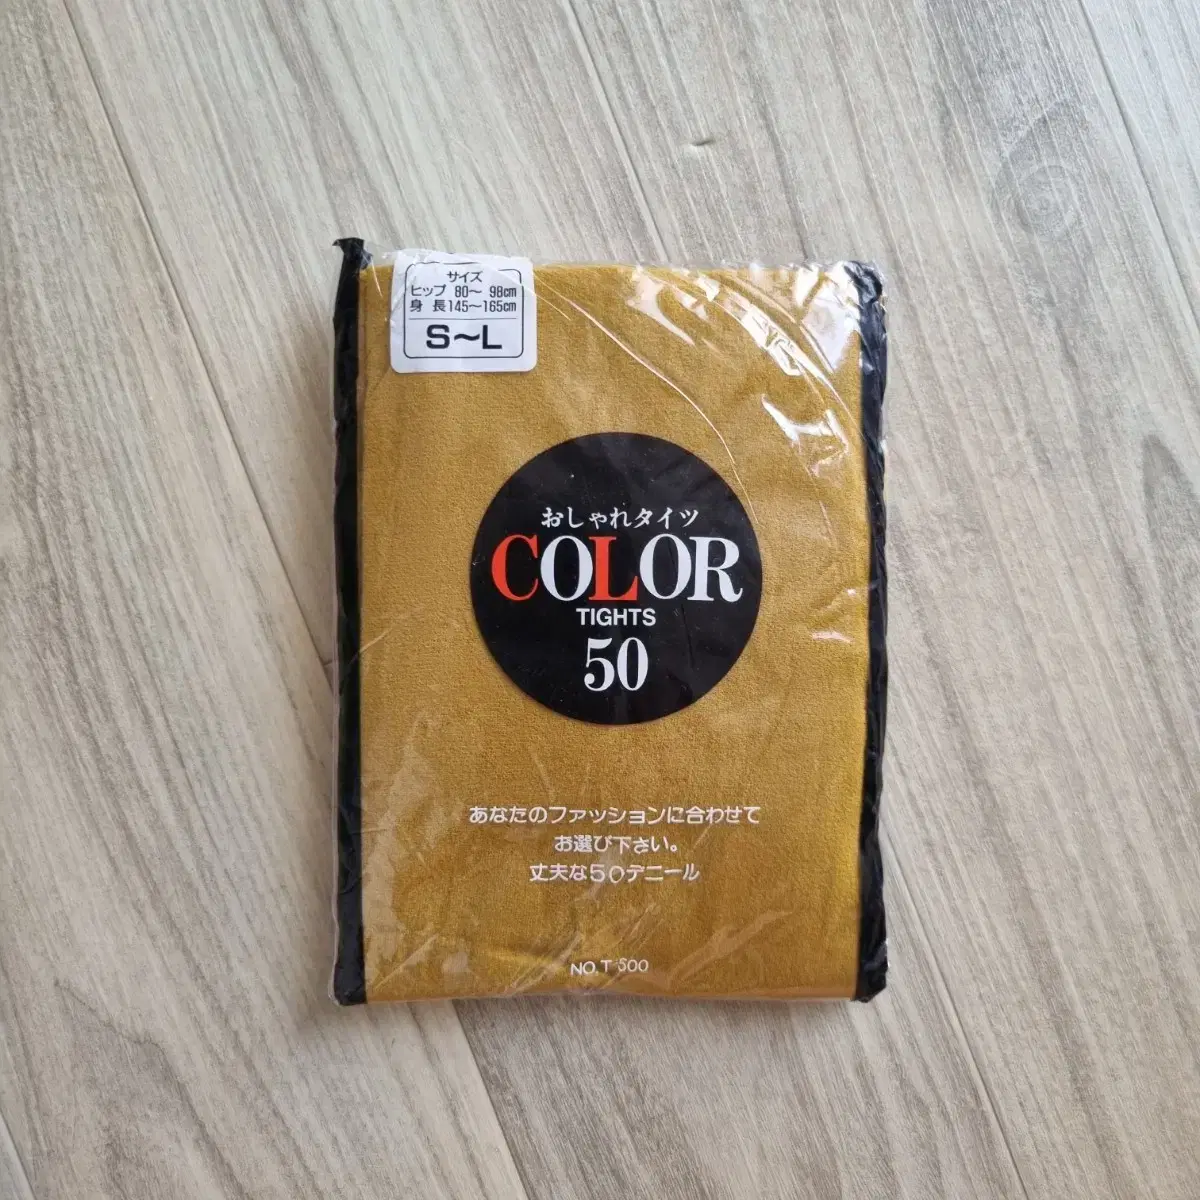 サイズ
ヒップ 80〜 98cm
身 長145〜165cm
S〜L
おしゃれタイツ
COLOR
TIGHTS
50
あなたのファッションに合わせて
お選び下さい。
丈夫な50デニール
NO.T-500